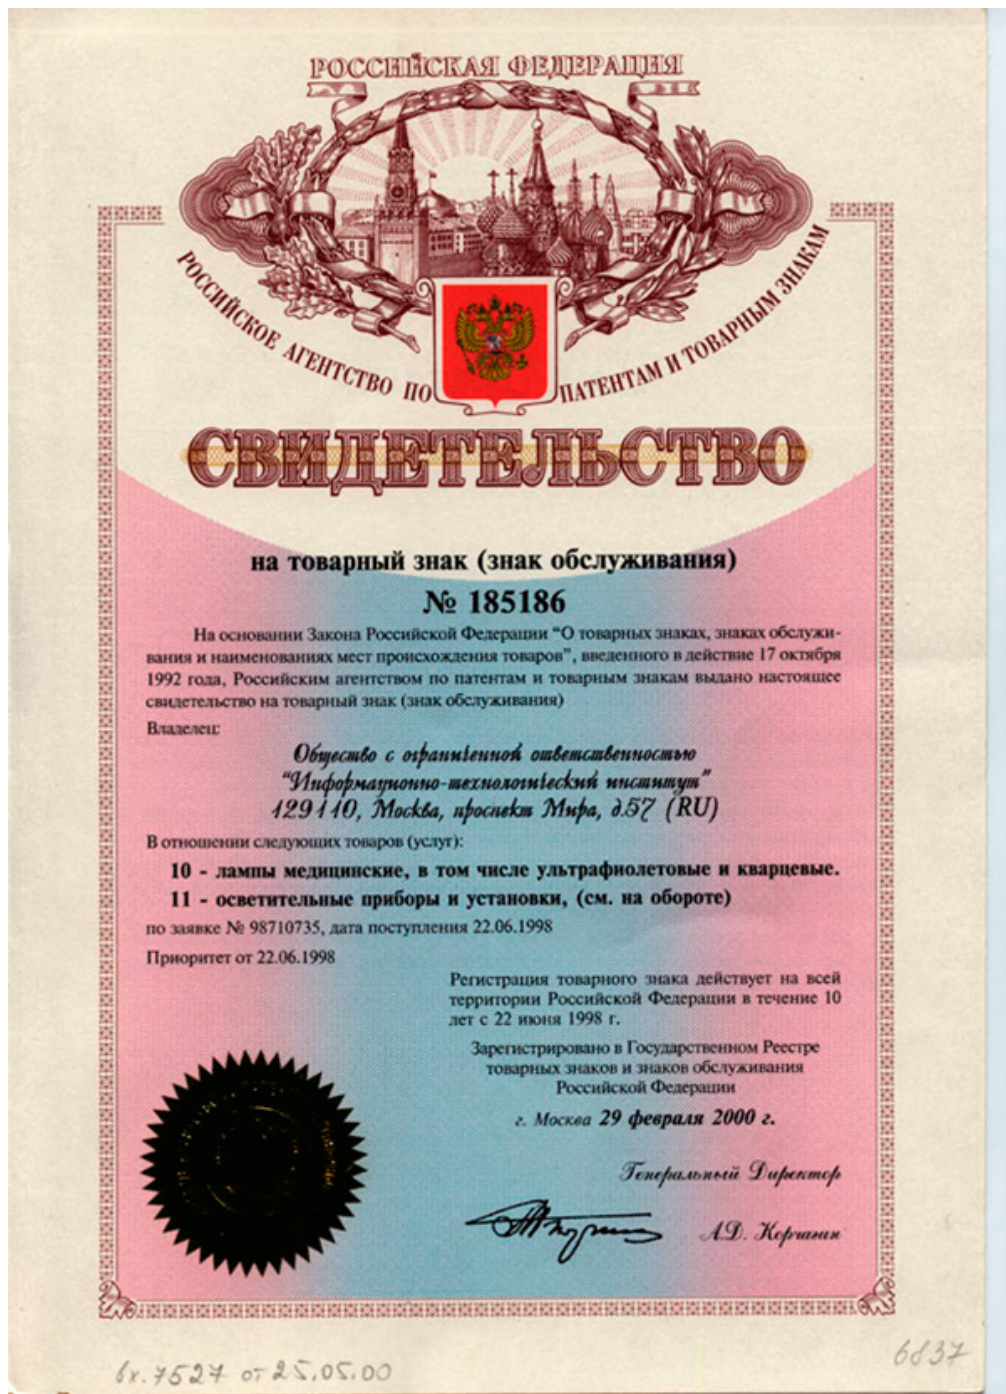 РОССИЙСКАЯ ФЕДЕРАЦИЯ
РОССИЙСКОЕ АГЕНТСТВО ПО ПАТЕНТАМ И ТОВАРНЫМ ЗНАКАМ
СВИДЕТЕЛЬСТВО
на товарный знак (знак обслуживания)
№ 185186
На основании Закона Российской Федерации “О товарных знаках, знаках обслужи-
вания и наименованиях мест происхождения товаров”, введенного в действие 17 октября
1992 года, Российским агентством по патентам и товарным знакам выдано настоящее
свидетельство на товарный знак (знак обслуживания)
Владелец:
Общество с ограниченной ответственностью
“Информационно-технологический институт”
129110, Москва, проспект Мира, д.57 (RU)
В отношении следующих товаров (услуг):
10 - лампы медицинские, в том числе ультрафиолетовые и кварцевые.
11 - осветительные приборы и установки, (см. на обороте)
по заявке № 98710735, дата поступления 22.06.1998
Приоритет от 22.06.1998
Регистрация товарного знака действует на всей
территории Российской Федерации в течение 10
лет с 22 июня 1998 г.
Зарегистрировано в Государственном Реестре
товарных знаков и знаков обслуживания
Российской Федерации
г. Москва 29 февраля 2000 г.
Генеральный Директор
А.Д. Корчагин
вх. 7527 от 25.05.00
6837